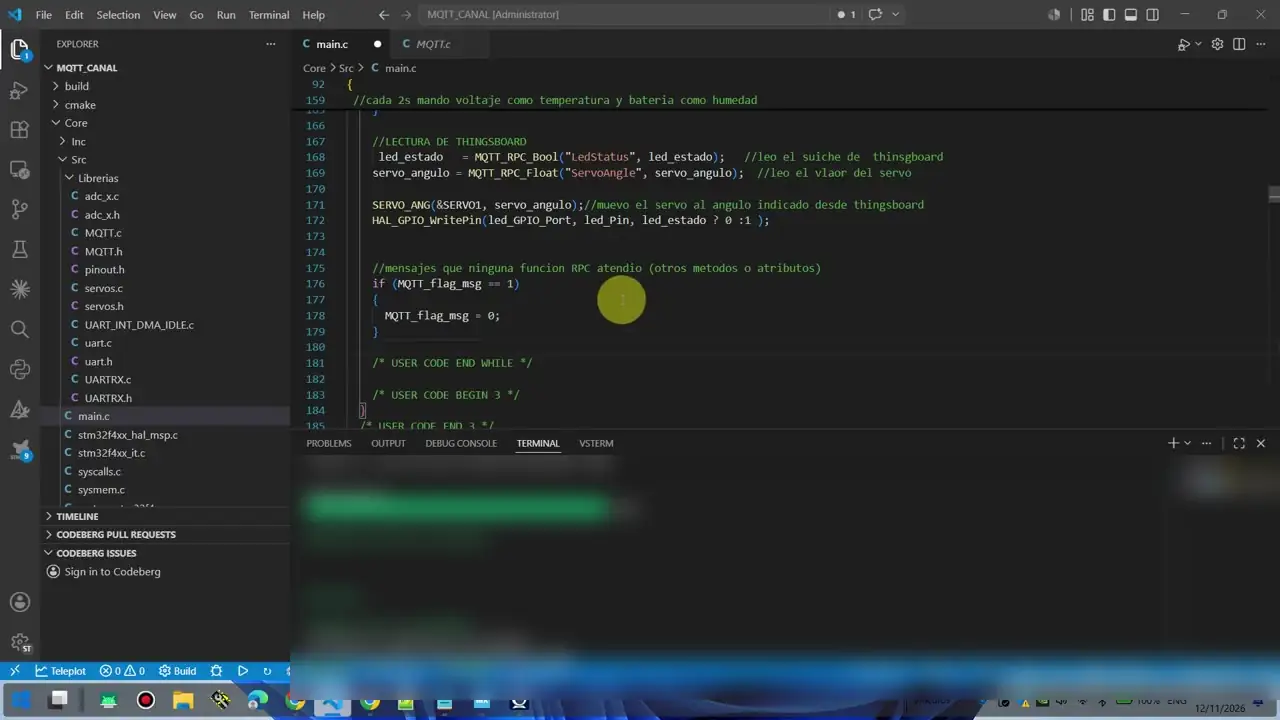 File Edit Selection View Go Run Terminal Help
MQTT_CANAL [Administrator]
1
EXPLORER
main.c
MQTT.c
MQTT_CANAL
Core > Src > C main.c
build
cmake
Core
Inc
Src
Librerias
adc_x.c
adc_x.h
MQTT.c
MQTT.h
pinout.h
servos.c
servos.h
UART_INT_DMA_IDLE.c
uart.c
uart.h
UARTRX.c
UARTRX.h
main.c
stm32f4xx_hal_msp.c
stm32f4xx_it.c
syscalls.c
sysmem.c
TIMELINE
CODEBERG PULL REQUESTS
CODEBERG ISSUES
Sign in to Codeberg
92 {
159 //cada 2s mando voltaje como temperatura y bateria como humedad
165 }
166
167 //LECTURA DE THINGSBOARD
168 led_estado = MQTT_RPC_Bool("LedStatus", led_estado); //leo el suiche de thinsgboard
169 servo_angulo = MQTT_RPC_Float("ServoAngle", servo_angulo); //leo el vlaor del servo
170
171 SERVO_ANG(&SERVO1, servo_angulo);//muevo el servo al angulo indicado desde thingsboard
172 HAL_GPIO_WritePin(led_GPIO_Port, led_Pin, led_estado ? 0 :1 );
173
174
175 //mensajes que ninguna funcion RPC atendio (otros metodos o atributos)
176 if (MQTT_flag_msg == 1)
177 {
178 MQTT_flag_msg = 0;
179 }
180
181 /* USER CODE END WHILE */
182
183 /* USER CODE BEGIN 3 */
184 }
185 /* USER CODE END 3 */
PROBLEMS OUTPUT DEBUG CONSOLE TERMINAL VSTERM
Teleplot 0 0 Build
100% ENG
12/11/2026